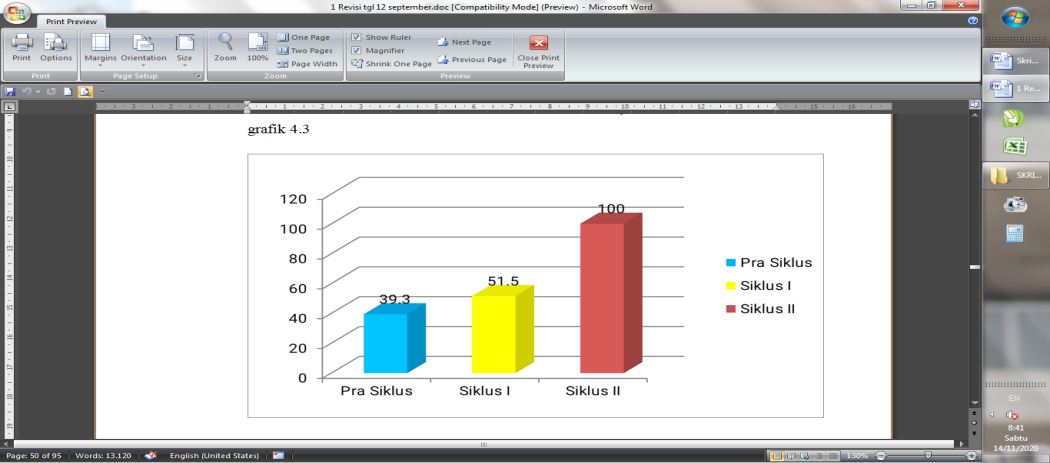 1 Revisi tgl 12 september.doc [Compatibility Mode] (Preview) - Microsoft Word
Print Preview
Print Options Margins Orientation Size Zoom 100% One Page Two Pages Page Width Show Ruler Magnifier Shrink One Page Next Page Previous Page Close Print Preview
Print Page Setup Zoom Preview
Skri...
1 Re...
SKRI...
grafik 4.3
120
100
80
60
40
20
0
39.3
51.5
100
Pra Siklus Siklus I Siklus II
Pra Siklus
Siklus I
Siklus II
EN
8:41
Sabtu
14/11/2020
Page: 50 of 95 Words: 13.120 English (United States) 130%